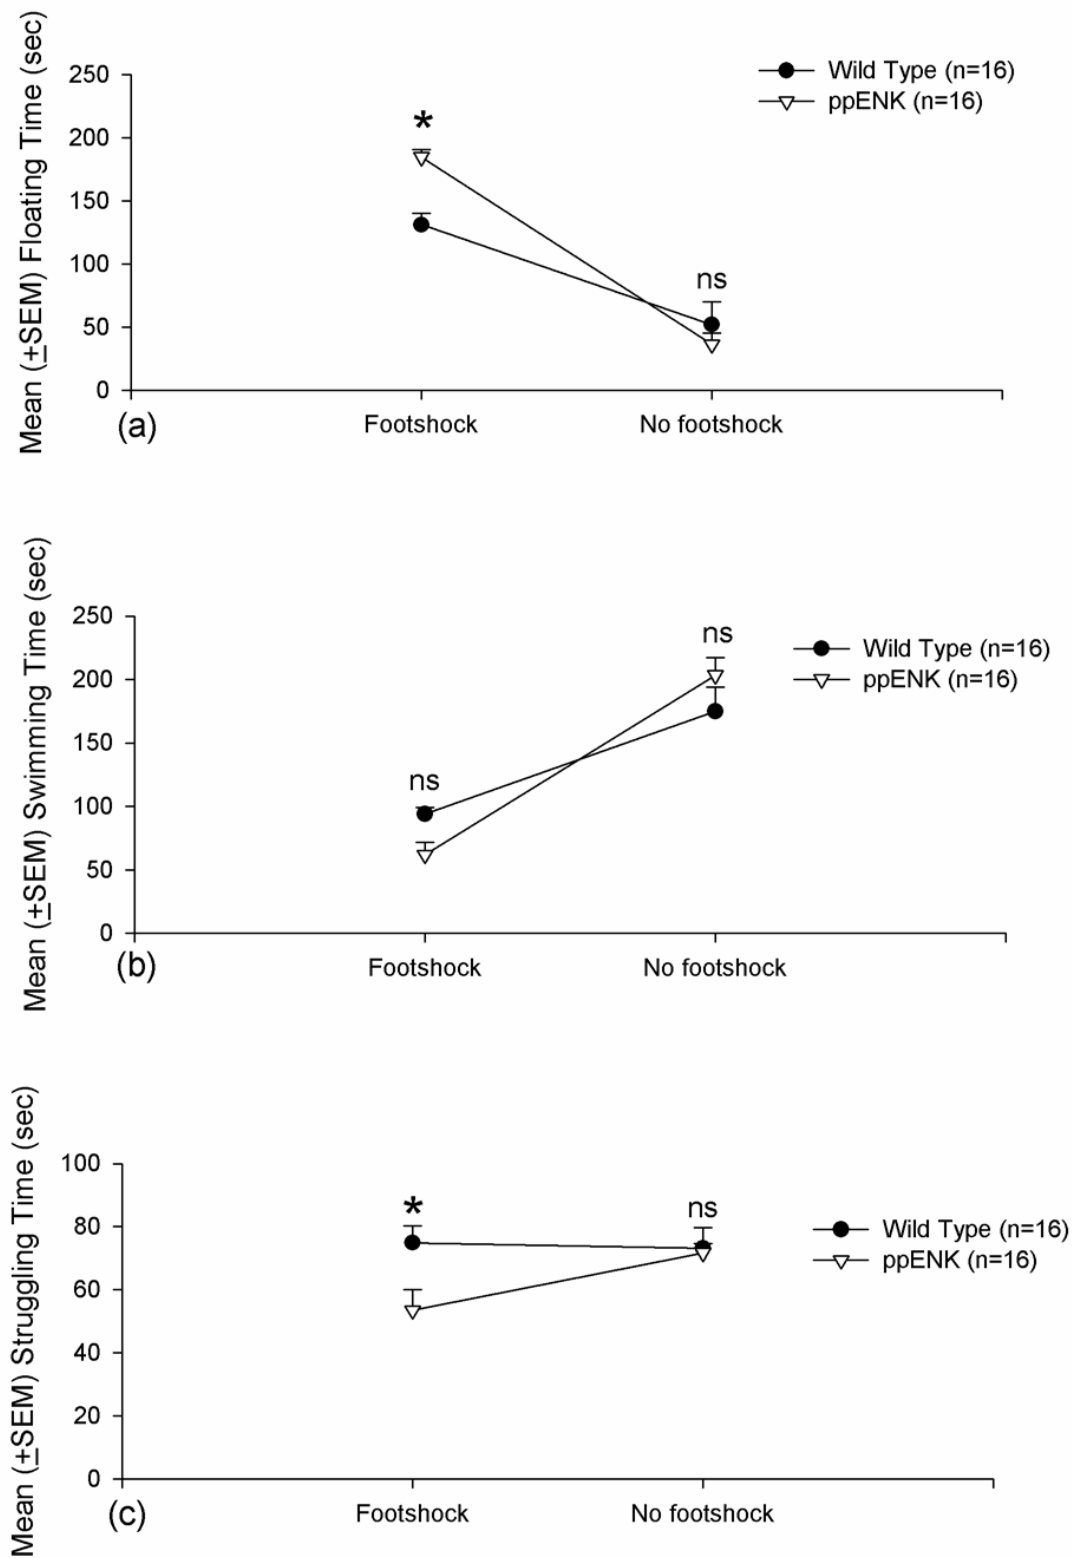 Mean (±SEM) Floating Time (sec)
250
200
150
100
50
0
*
ns
Wild Type (n=16)
ppENK (n=16)
Footshock
No footshock
(a)
Mean (±SEM) Swimming Time (sec)
250
200
150
100
50
0
ns
ns
Wild Type (n=16)
ppENK (n=16)
Footshock
No footshock
(b)
Mean (±SEM) Struggling Time (sec)
100
80
60
40
20
0
*
ns
Wild Type (n=16)
ppENK (n=16)
Footshock
No footshock
(c)